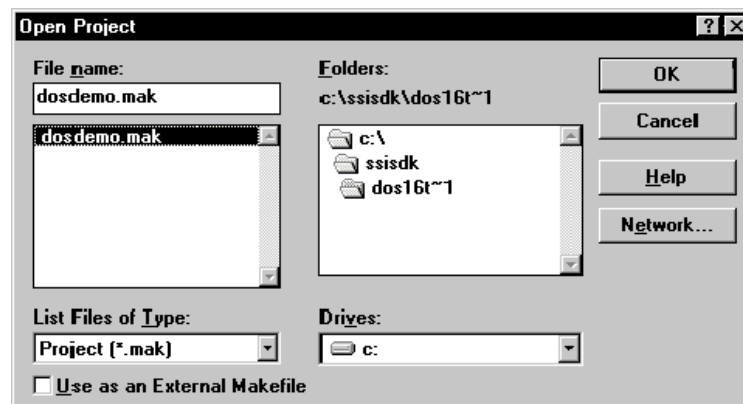 Open Project
File name:
dosdemo.mak
dosdemo.mak
List Files of Type:
Project (*.mak)
Use as an External Makefile
Folders:
c:\ssisdk\dos16t~1
c:\
ssisdk
dos16t~1
Drives:
c:
OK
Cancel
Help
Network...